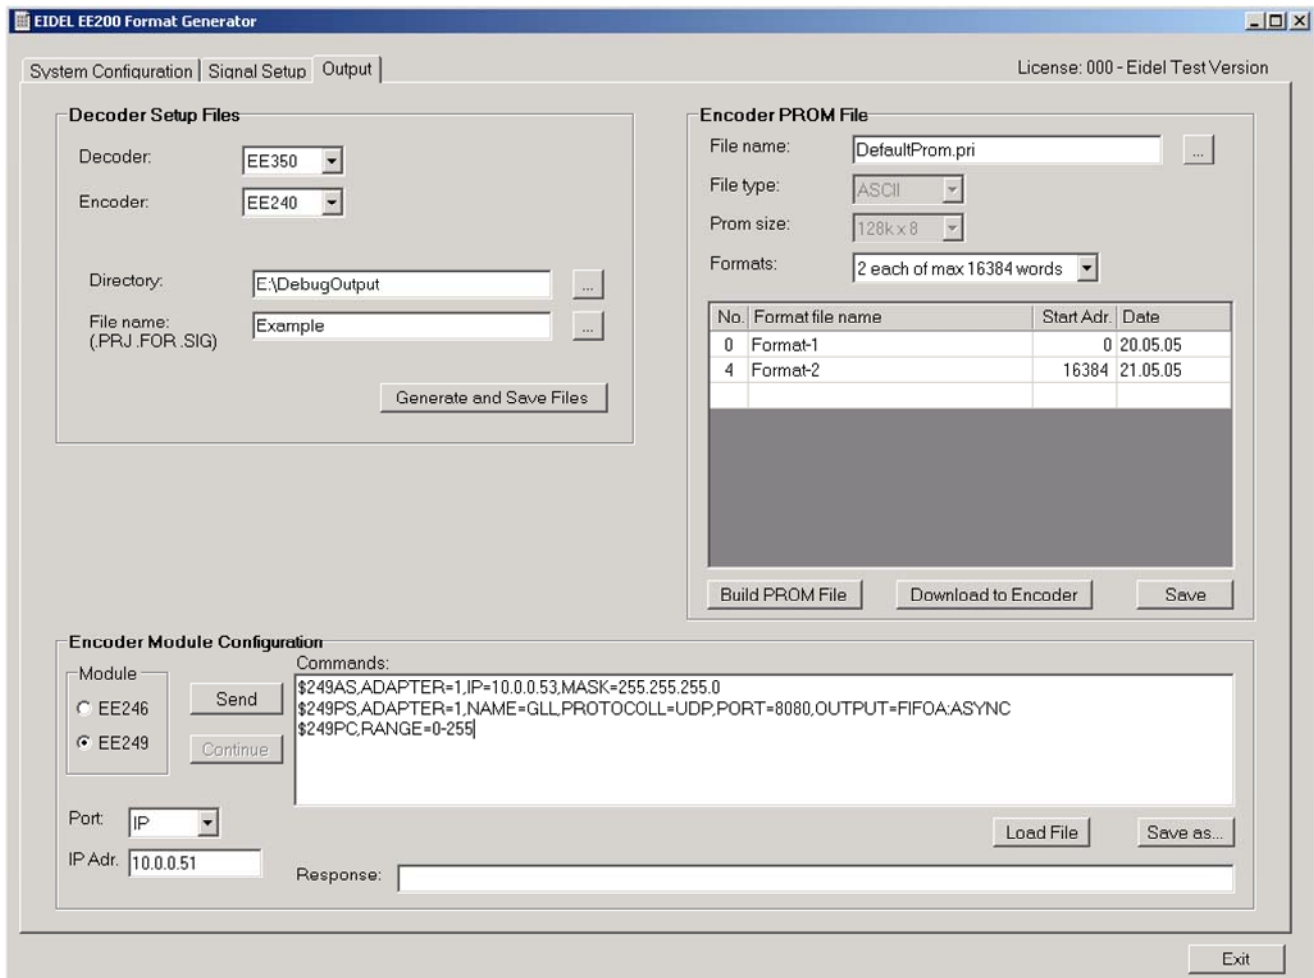 EIDEL EE200 Format Generator
System Configuration
Signal Setup
Output
License: 000 - Eidel Test Version
Decoder Setup Files
Decoder:
EE350
Encoder:
EE240
Directory:
E:\DebugOutput
...
File name:
(.PRJ .FOR .SIG)
Example
...
Generate and Save Files
Encoder PROM File
File name:
DefaultProm.pri
...
File type:
ASCII
Prom size:
128k x 8
Formats:
2 each of max 16384 words
No. Format file name Start Adr. Date
0 Format-1 0 20.05.05
4 Format-2 16384 21.05.05
Build PROM File
Download to Encoder
Save
Encoder Module Configuration
Module
EE246
EE249
Send
Continue
Commands:
$249AS,ADAPTER=1,IP=10.0.0.53,MASK=255.255.255.0
$249PS,ADAPTER=1,NAME=GLL,PROTOCOLL=UDP,PORT=8080,OUTPUT=FIFOA:ASYNC
$249PC,RANGE=0-255
Port:
IP
IP Adr.
10.0.0.51
Load File
Save as...
Response:
Exit